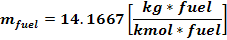 m_fuel = 14.1667 [kg * fuel / kmol * fuel]